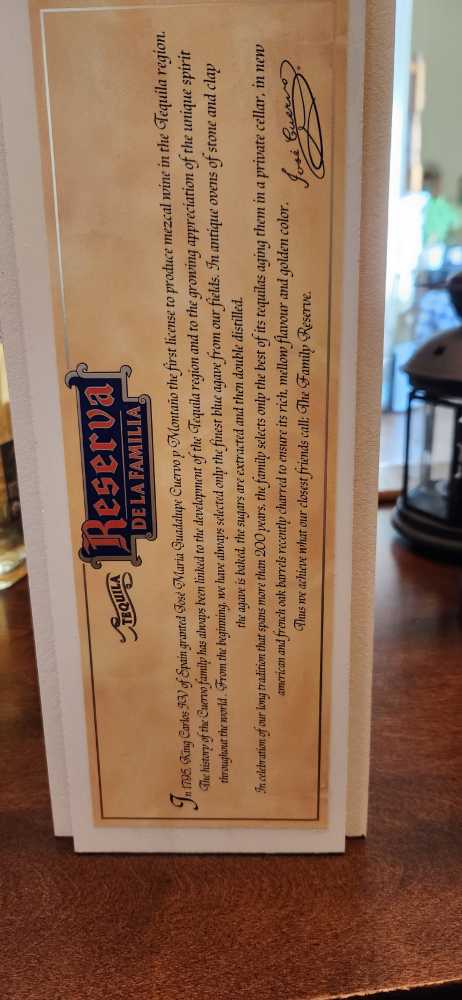 TEQUILA
Reserva
DE LA FAMILIA
In 1795, King Carlos IV of Spain granted José María Guadalupe Cuervo y Montaño the first license to produce mezcal wine in the Tequila region.
The history of the Cuervo family has always been linked to the development of the Tequila region and to the growing appreciation of the unique spirit
throughout the world. From the beginning, we have always selected only the finest blue agave from our fields. In antique ovens of stone and clay
the agave is baked, the sugars are extracted and then double distilled.
In celebration of our long tradition that spans more than 200 years, the family selects only the best of its tequilas aging them in a private cellar, in new
american and french oak barrels recently charred to ensure its rich, mellow flavour and golden color.
Thus we achieve what our closest friends call: The Family Reserve.
José Cuervo